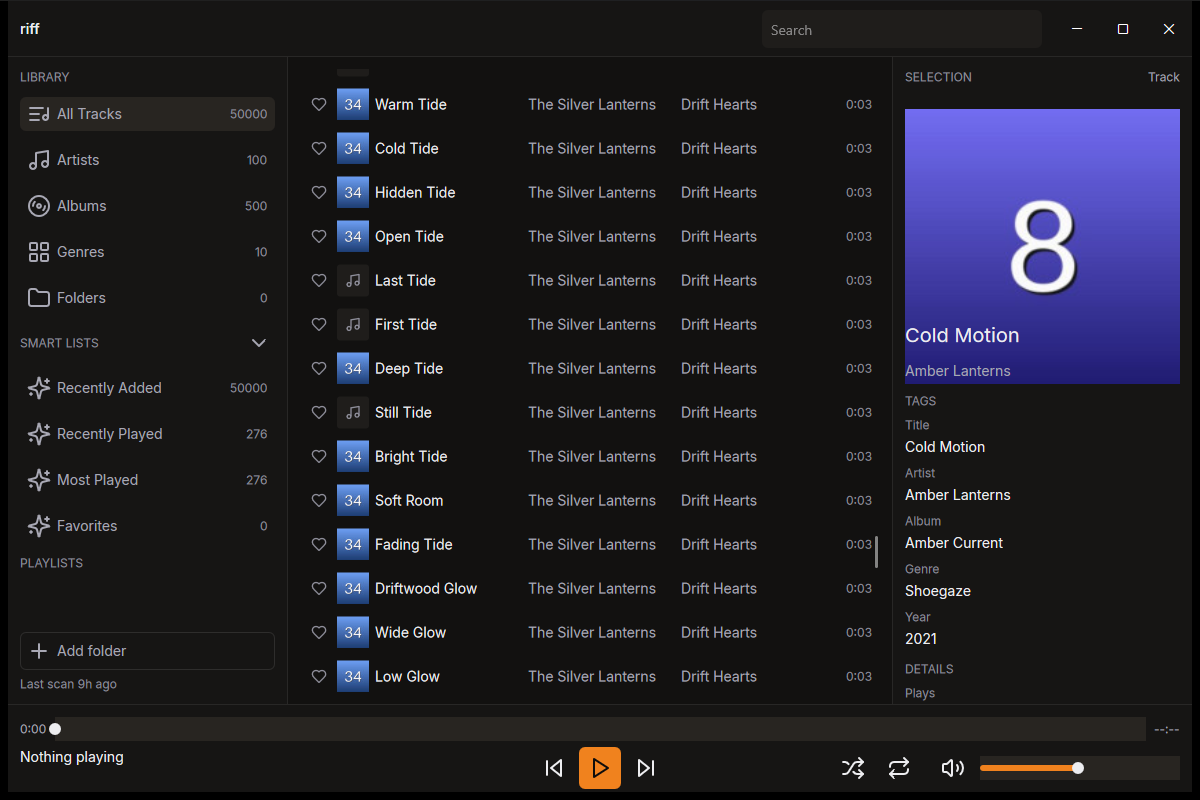 riff
Search
LIBRARY
All Tracks 50000
Artists 100
Albums 500
Genres 10
Folders 0
SMART LISTS
Recently Added 50000
Recently Played 276
Most Played 276
Favorites 0
PLAYLISTS
Add folder
Last scan 9h ago
34 Warm Tide The Silver Lanterns Drift Hearts 0:03
34 Cold Tide The Silver Lanterns Drift Hearts 0:03
34 Hidden Tide The Silver Lanterns Drift Hearts 0:03
34 Open Tide The Silver Lanterns Drift Hearts 0:03
Last Tide The Silver Lanterns Drift Hearts 0:03
First Tide The Silver Lanterns Drift Hearts 0:03
34 Deep Tide The Silver Lanterns Drift Hearts 0:03
Still Tide The Silver Lanterns Drift Hearts 0:03
34 Bright Tide The Silver Lanterns Drift Hearts 0:03
34 Soft Room The Silver Lanterns Drift Hearts 0:03
34 Fading Tide The Silver Lanterns Drift Hearts 0:03
34 Driftwood Glow The Silver Lanterns Drift Hearts 0:03
34 Wide Glow The Silver Lanterns Drift Hearts 0:03
34 Low Glow The Silver Lanterns Drift Hearts 0:03
SELECTION Track
8
Cold Motion
Amber Lanterns
TAGS
Title
Cold Motion
Artist
Amber Lanterns
Album
Amber Current
Genre
Shoegaze
Year
2021
DETAILS
Plays
0:00 --:--
Nothing playing